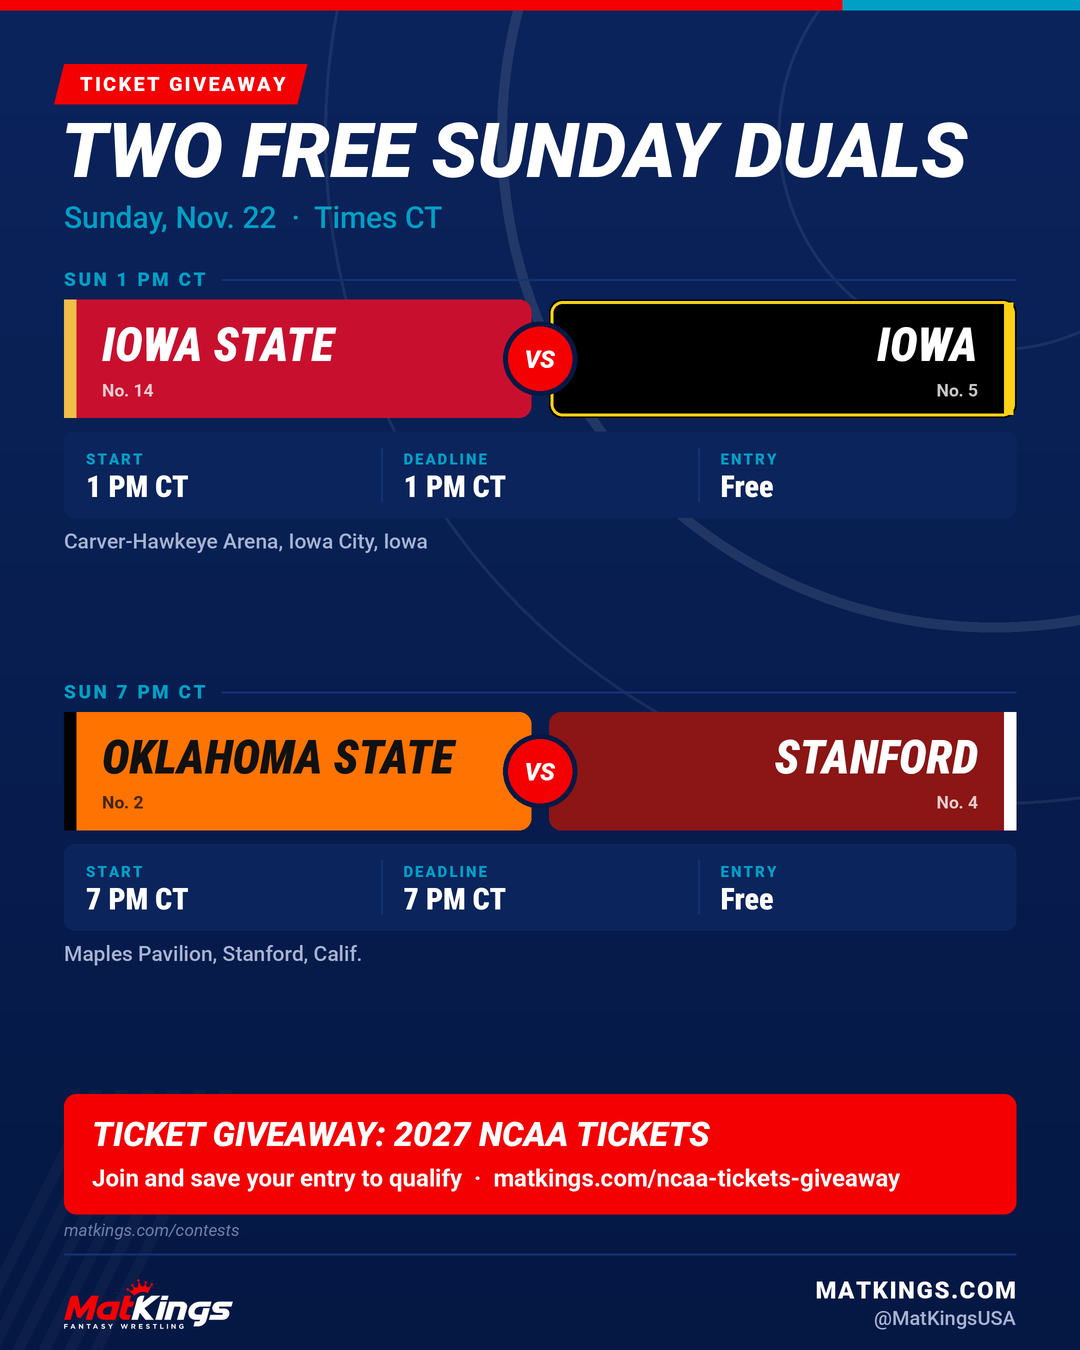 TICKET GIVEAWAY
TWO FREE SUNDAY DUALS
Sunday, Nov. 22 · Times CT
SUN 1 PM CT
IOWA STATE
No. 14
VS
IOWA
No. 5
START
1 PM CT
DEADLINE
1 PM CT
ENTRY
Free
Carver-Hawkeye Arena, Iowa City, Iowa
SUN 7 PM CT
OKLAHOMA STATE
No. 2
VS
STANFORD
No. 4
START
7 PM CT
DEADLINE
7 PM CT
ENTRY
Free
Maples Pavilion, Stanford, Calif.
TICKET GIVEAWAY: 2027 NCAA TICKETS
Join and save your entry to qualify · matkings.com/ncaa-tickets-giveaway
matkings.com/contests
MatKings
FANTASY WRESTLING
MATKINGS.COM
@MatKingsUSA